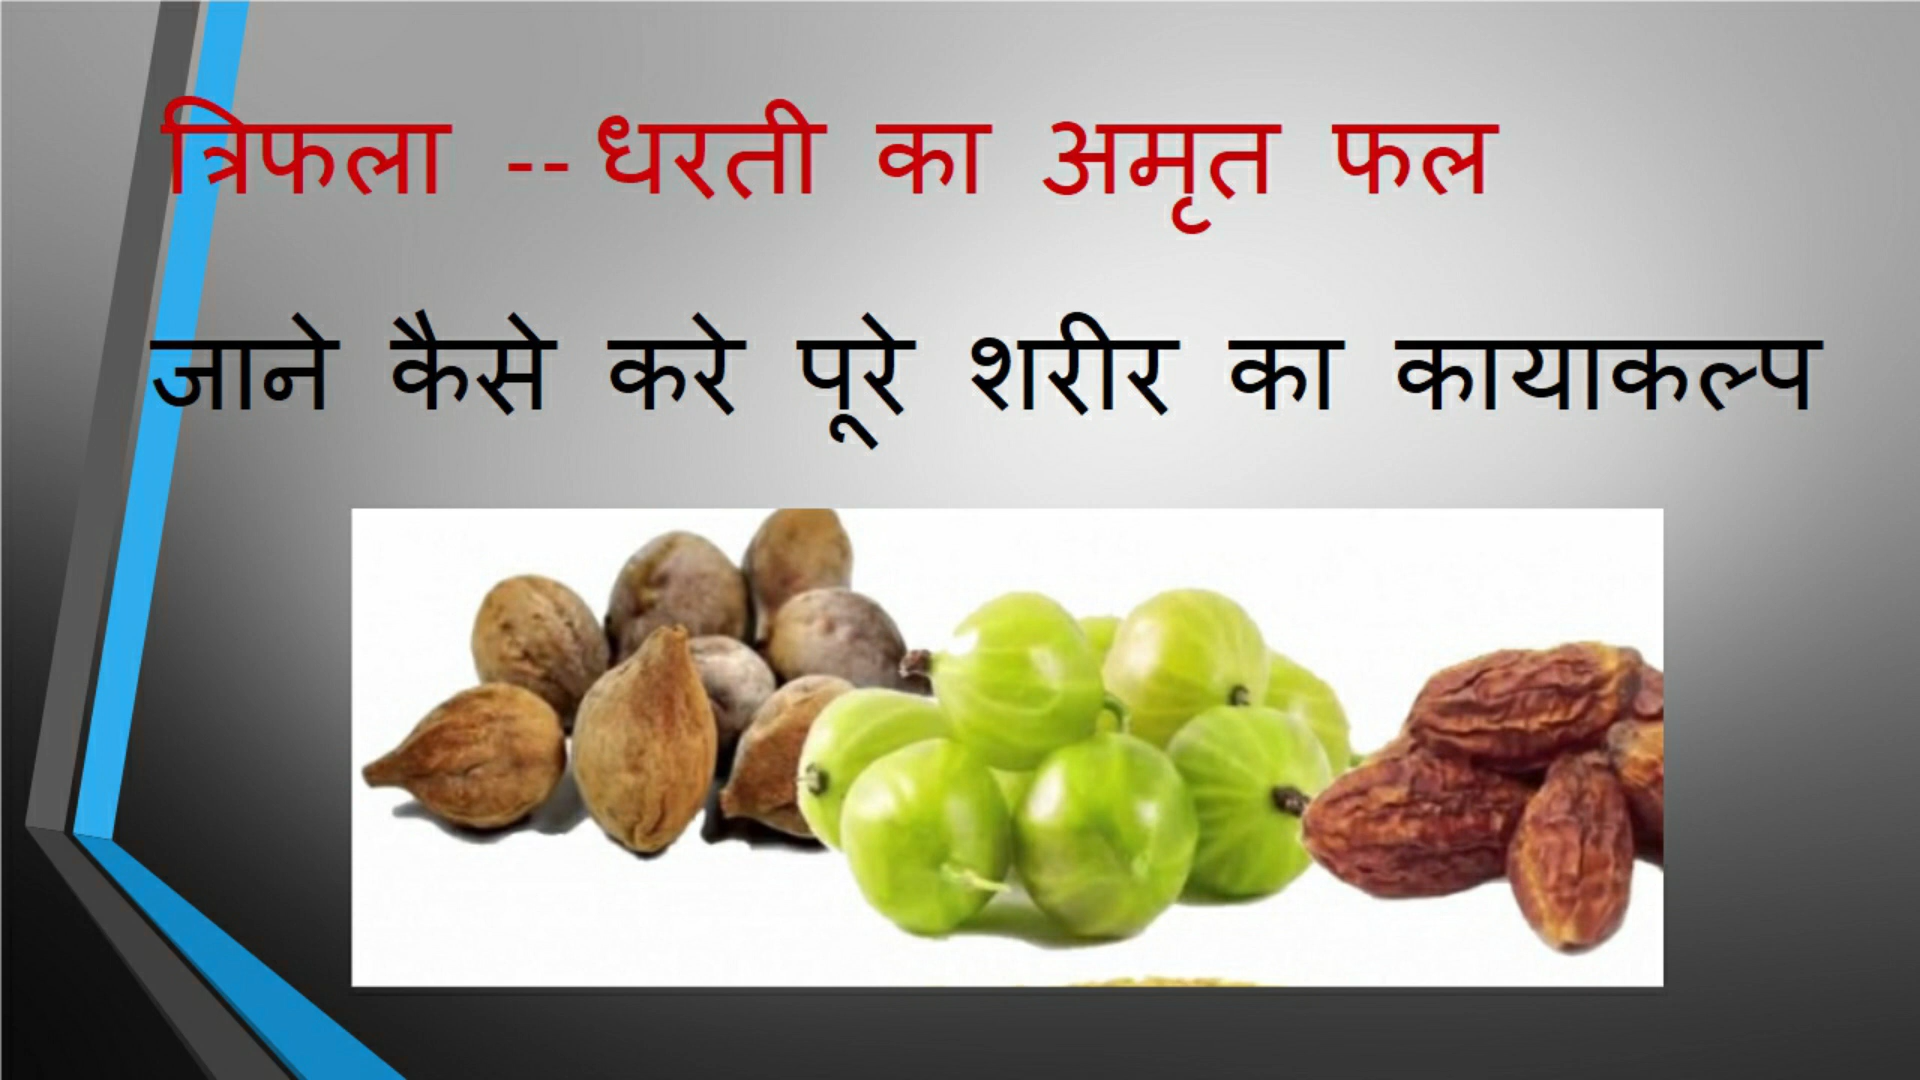 त्रिफला -- धरती का अमृत फल
जाने कैसे करे पूरे शरीर का कायाकल्प